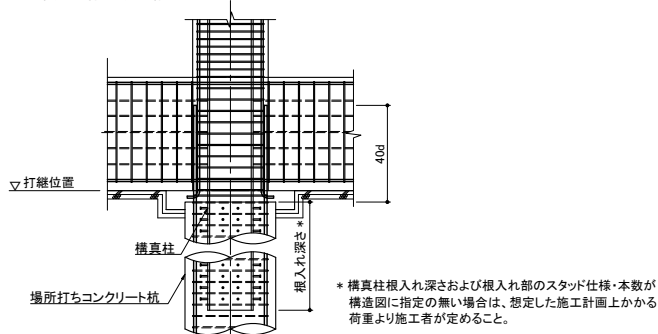 40d
▽打継位置
構真柱
根入れ深さ*
場所打ちコンクリート杭
* 構真柱根入れ深さおよび根入れ部のスタッド仕様・本数が
構造図に指定の無い場合は、想定した施工計画上かかる
荷重より施工者が定めること。